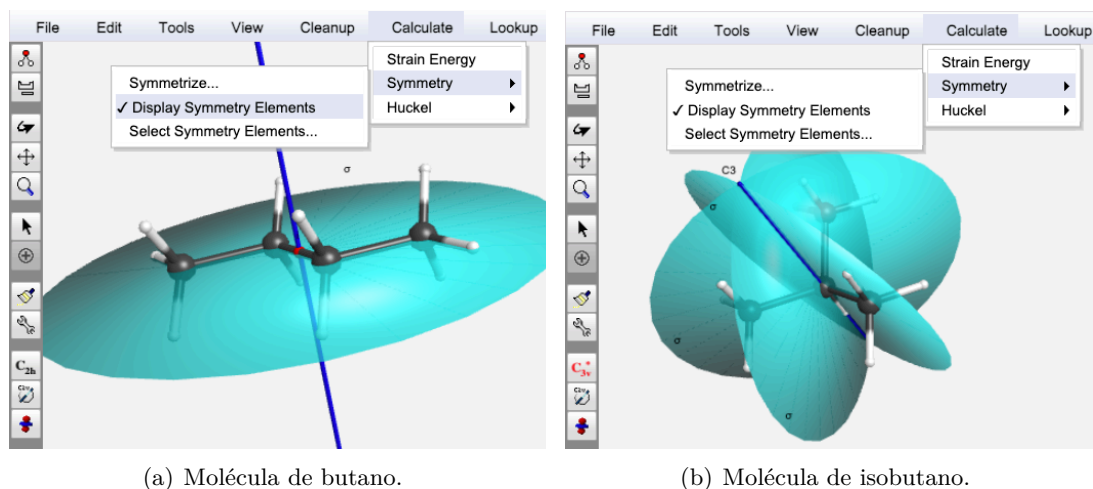 File Edit Tools View Cleanup Calculate Lookup
Strain Energy
Symmetry
Huckel
Symmetrize...
✓ Display Symmetry Elements
Select Symmetry Elements...
σ
C2h
(a) Molécula de butano.
File Edit Tools View Cleanup Calculate Lookup
Strain Energy
Symmetry
Huckel
Symmetrize...
✓ Display Symmetry Elements
Select Symmetry Elements...
C3
σ
σ
σ
C3v*
(b) Molécula de isobutano.